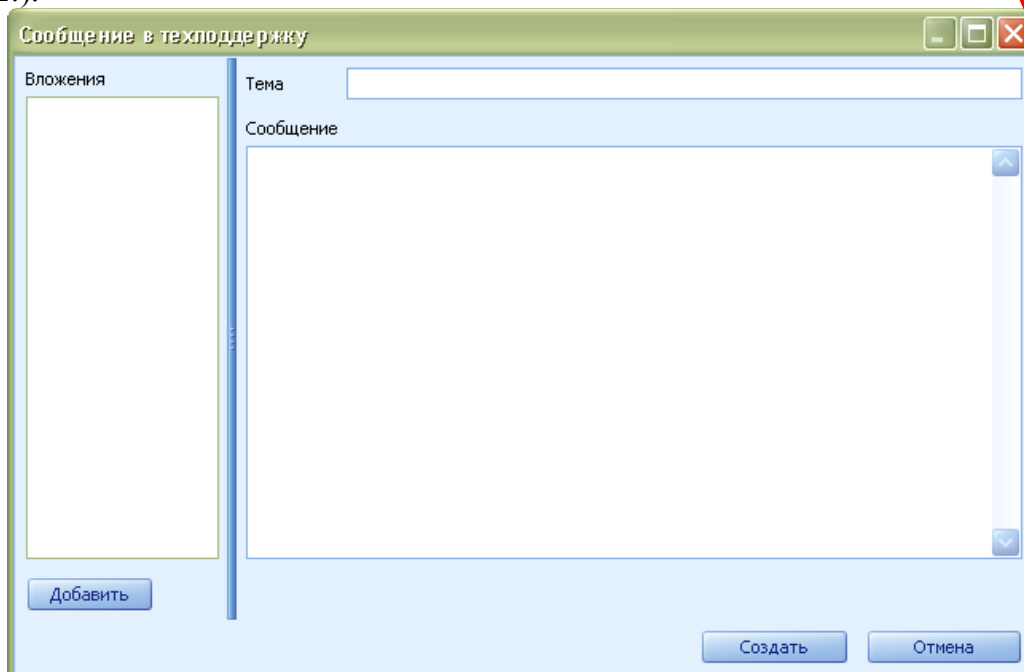 Сообщение в техподдержку
Вложения
Тема
Сообщение
Добавить
Создать
Отмена